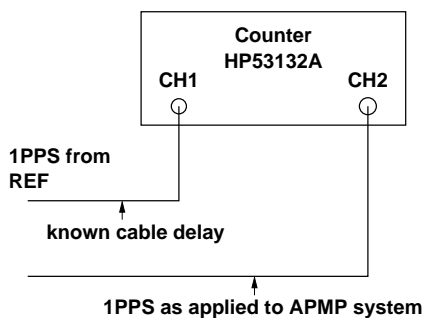 Counter
HP53132A
CH1
CH2
1PPS from
REF
known cable delay
1PPS as applied to APMP system